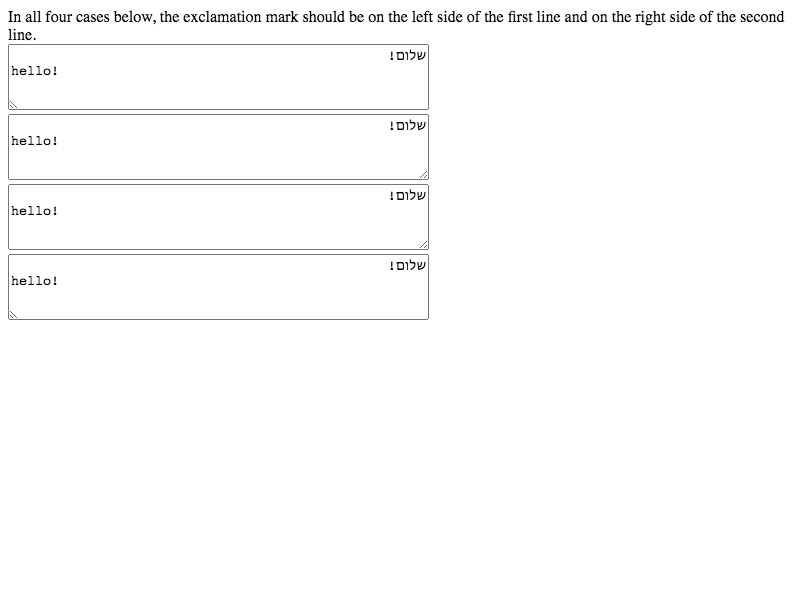 In all four cases below, the exclamation mark should be on the left side of the first line and on the right side of the second
line.
שלום!
hello!
שלום!
hello!
שלום!
hello!
שלום!
hello!